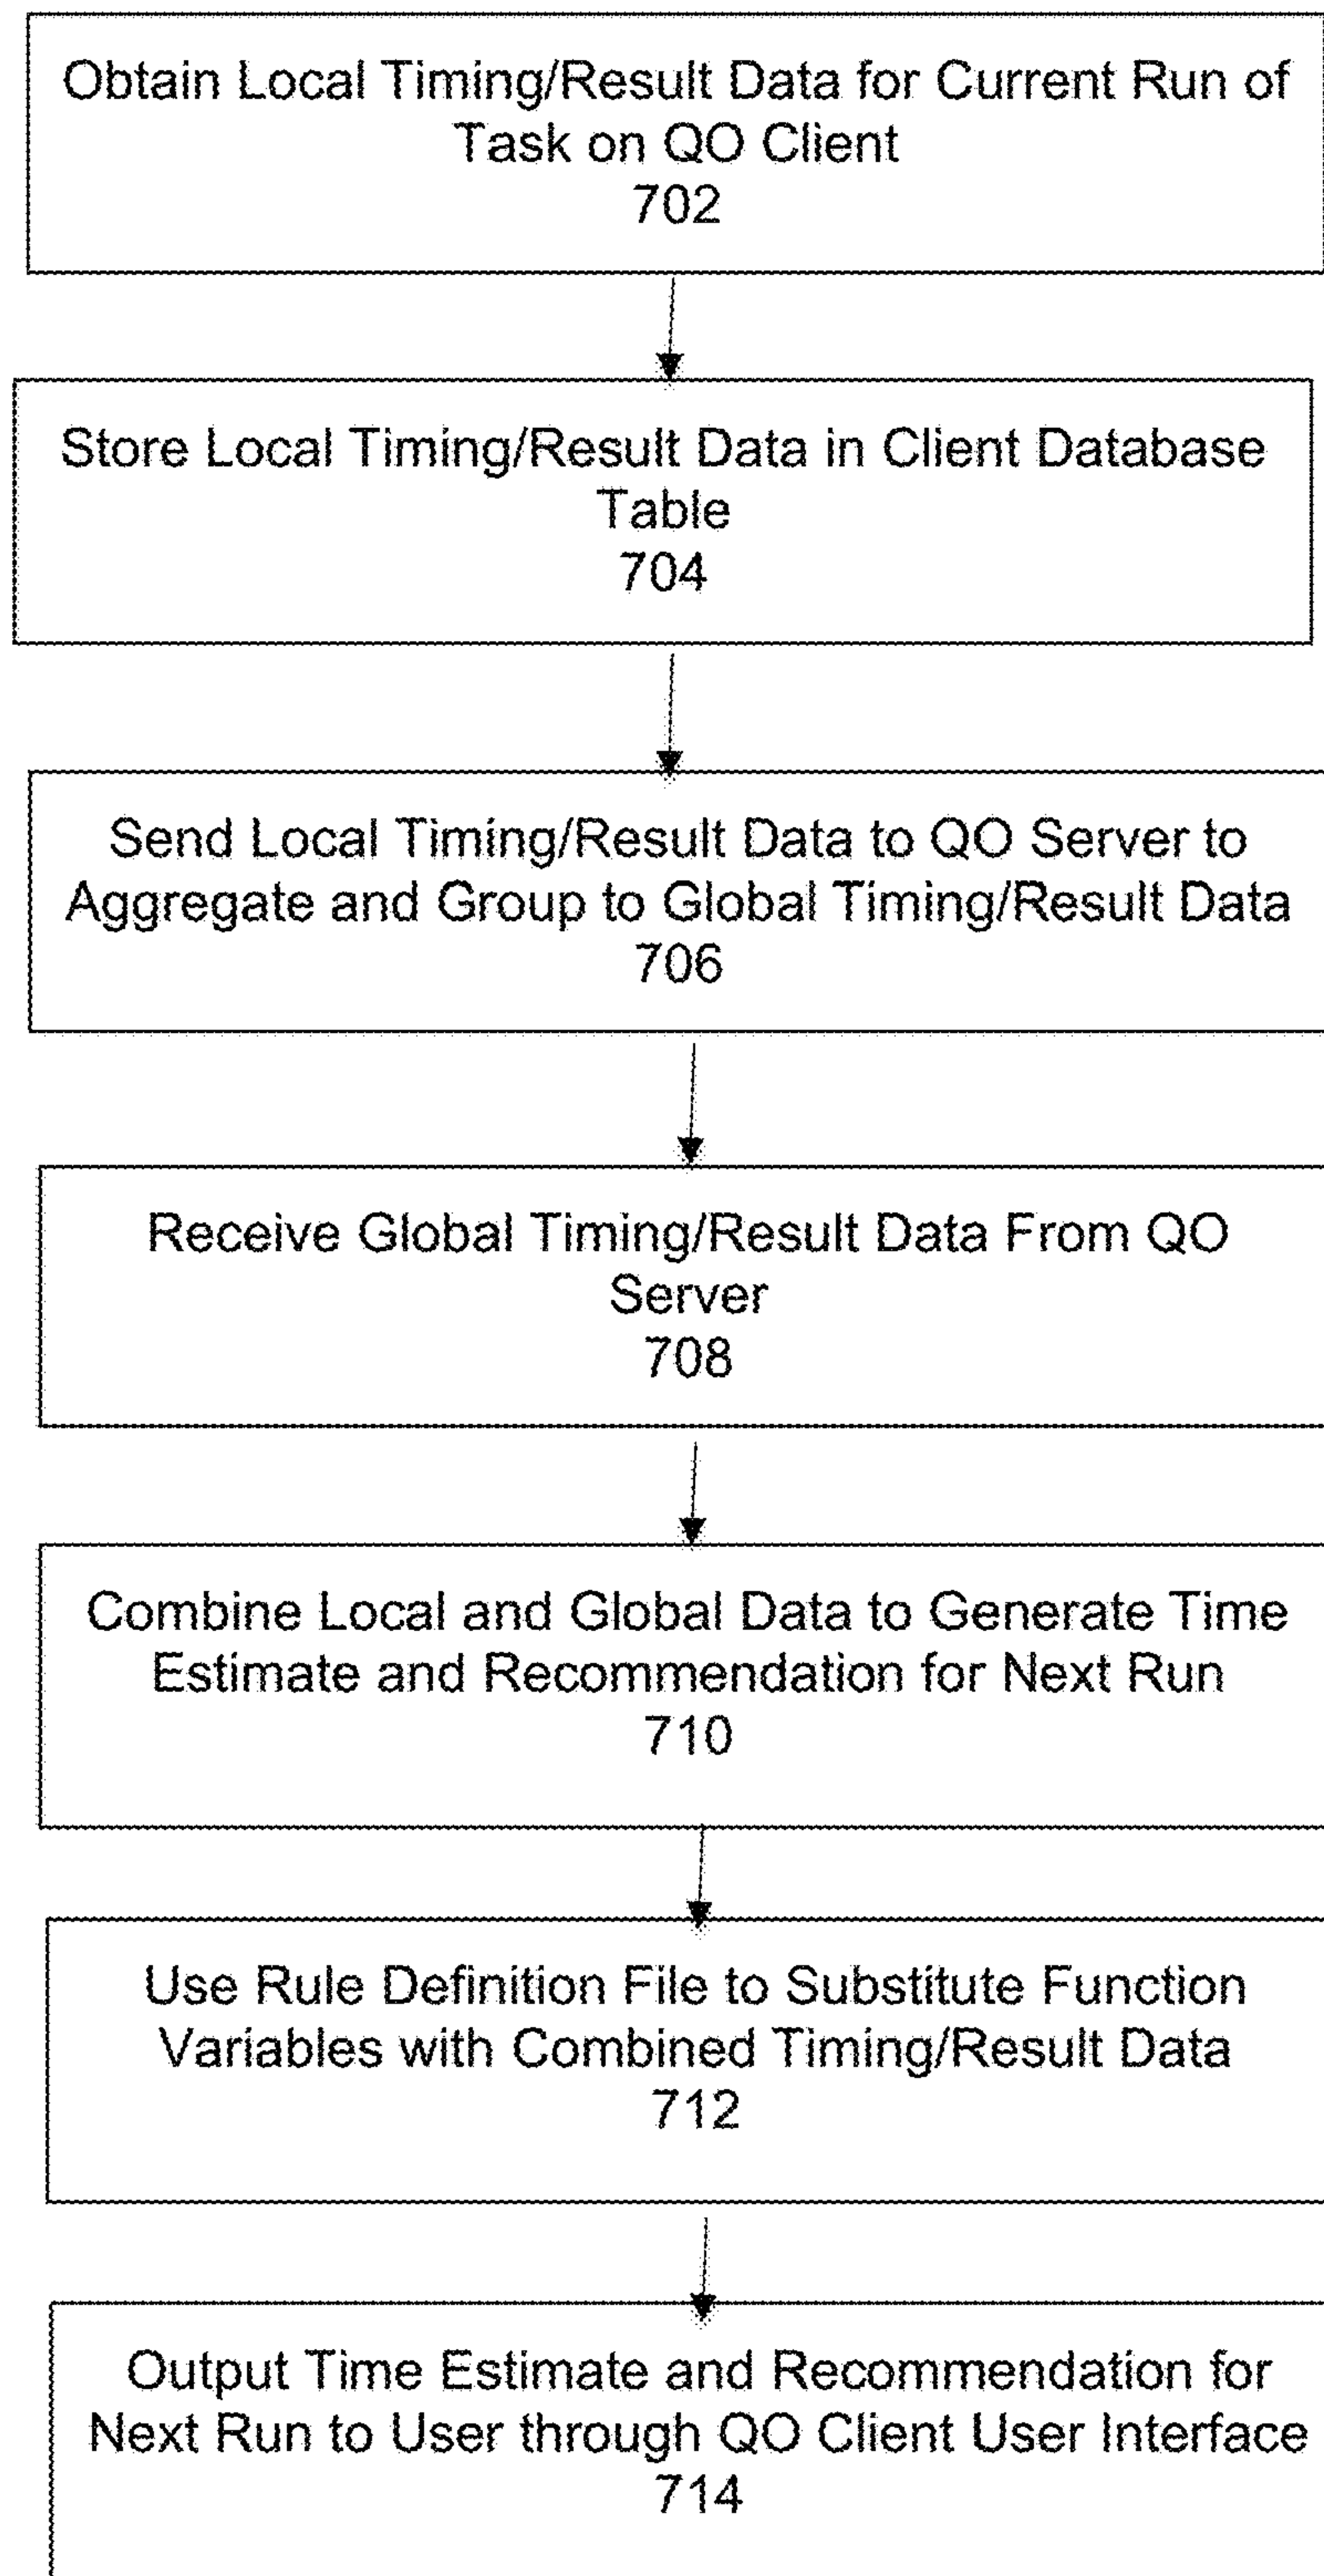 Obtain Local Timing/Result Data for Current Run of
Task on QO Client
702
Store Local Timing/Result Data in Client Database
Table
704
Send Local Timing/Result Data to QO Server to
Aggregate and Group to Global Timing/Result Data
706
Receive Global Timing/Result Data From QO
Server
708
Combine Local and Global Data to Generate Time
Estimate and Recommendation for Next Run
710
Use Rule Definition File to Substitute Function
Variables with Combined Timing/Result Data
712
Output Time Estimate and Recommendation for
Next Run to User through QO Client User Interface
714